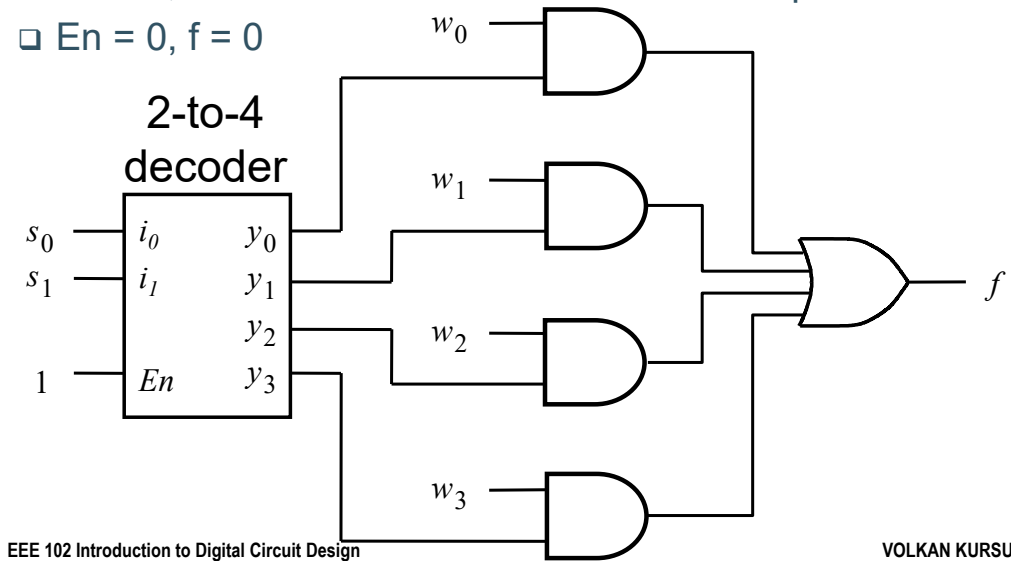 ❑ En = 0, f = 0
2-to-4
decoder
w0
w1
w2
w3
s0
s1
1
i0
i1
En
y0
y1
y2
y3
f
EEE 102 Introduction to Digital Circuit Design
VOLKAN KURSU